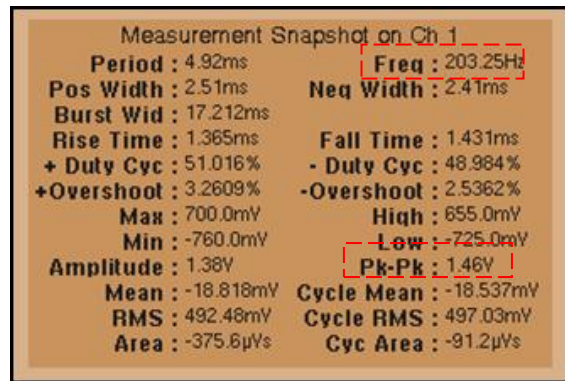 Measurement Snapshot on Ch 1
Period : 4.92ms Freq : 203.25Hz
Pos Width : 2.51ms Neg Width : 2.41ms
Burst Wid : 17.212ms
Rise Time : 1.365ms Fall Time : 1.431ms
+ Duty Cyc : 51.016% - Duty Cyc : 48.984%
+Overshoot : 3.2609% -Overshoot : 2.5362%
Max : 700.0mV High : 655.0mV
Min : -760.0mV Low : -725.0mV
Amplitude : 1.38V Pk-Pk : 1.46V
Mean : -18.818mV Cycle Mean : -18.537mV
RMS : 492.48mV Cycle RMS : 497.03mV
Area : -375.6µVs Cyc Area : -91.2µVs